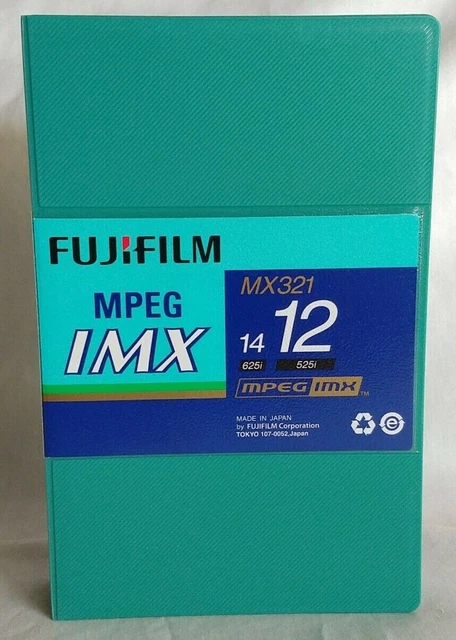 FUJIFILM
MPEG
IMX
MX321
14 12
625i 525i
MPEG IMX TM
MADE IN JAPAN
by FUJIFILM Corporation
TOKYO 107-0052,Japan
e